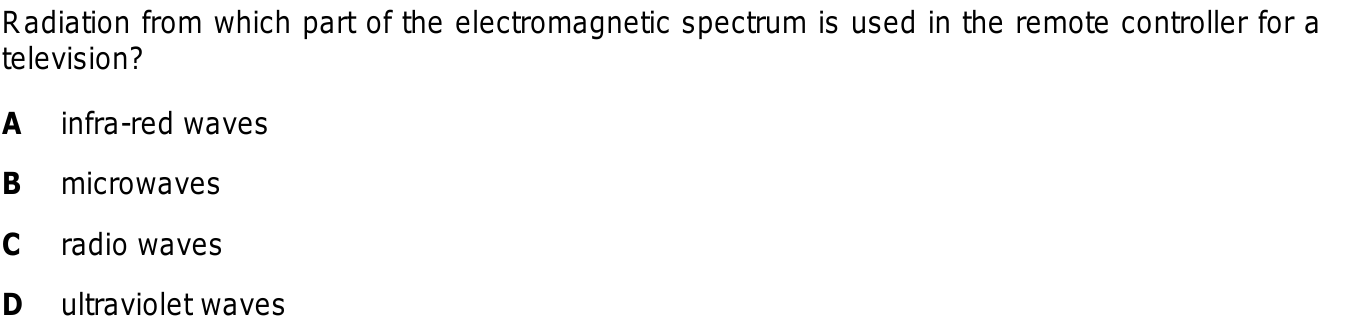 Radiation from which part of the electromagnetic spectrum is used in the remote controller for a
television?
A infra-red waves
B microwaves
C radio waves
D ultraviolet waves